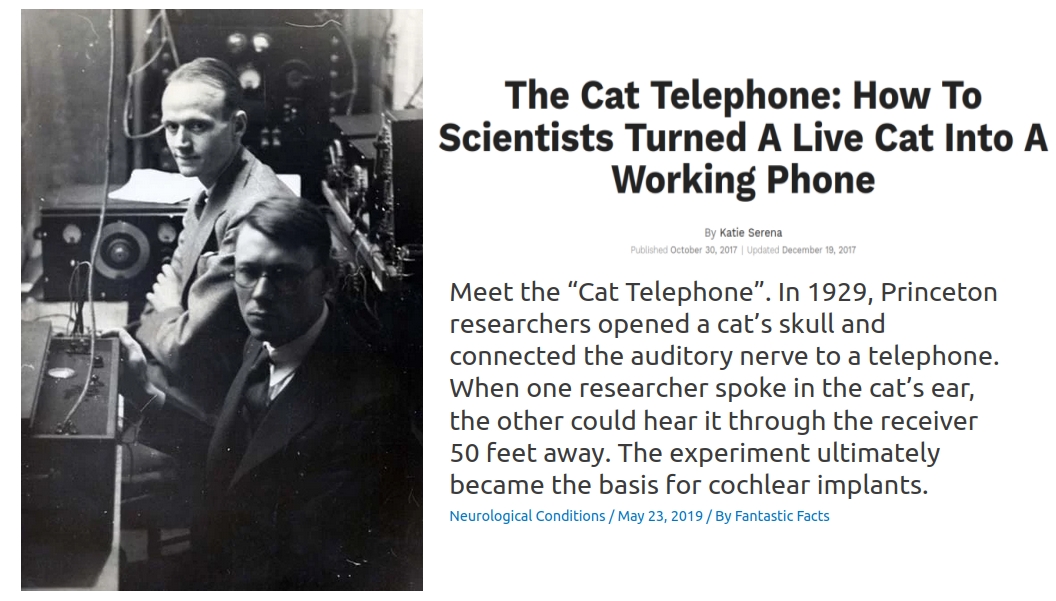 The Cat Telephone: How To
Scientists Turned A Live Cat Into A
Working Phone
By Katie Serena
Published October 30, 2017 | Updated December 19, 2017
Meet the “Cat Telephone”. In 1929, Princeton
researchers opened a cat’s skull and
connected the auditory nerve to a telephone.
When one researcher spoke in the cat’s ear,
the other could hear it through the receiver
50 feet away. The experiment ultimately
became the basis for cochlear implants.
Neurological Conditions / May 23, 2019 / By Fantastic Facts